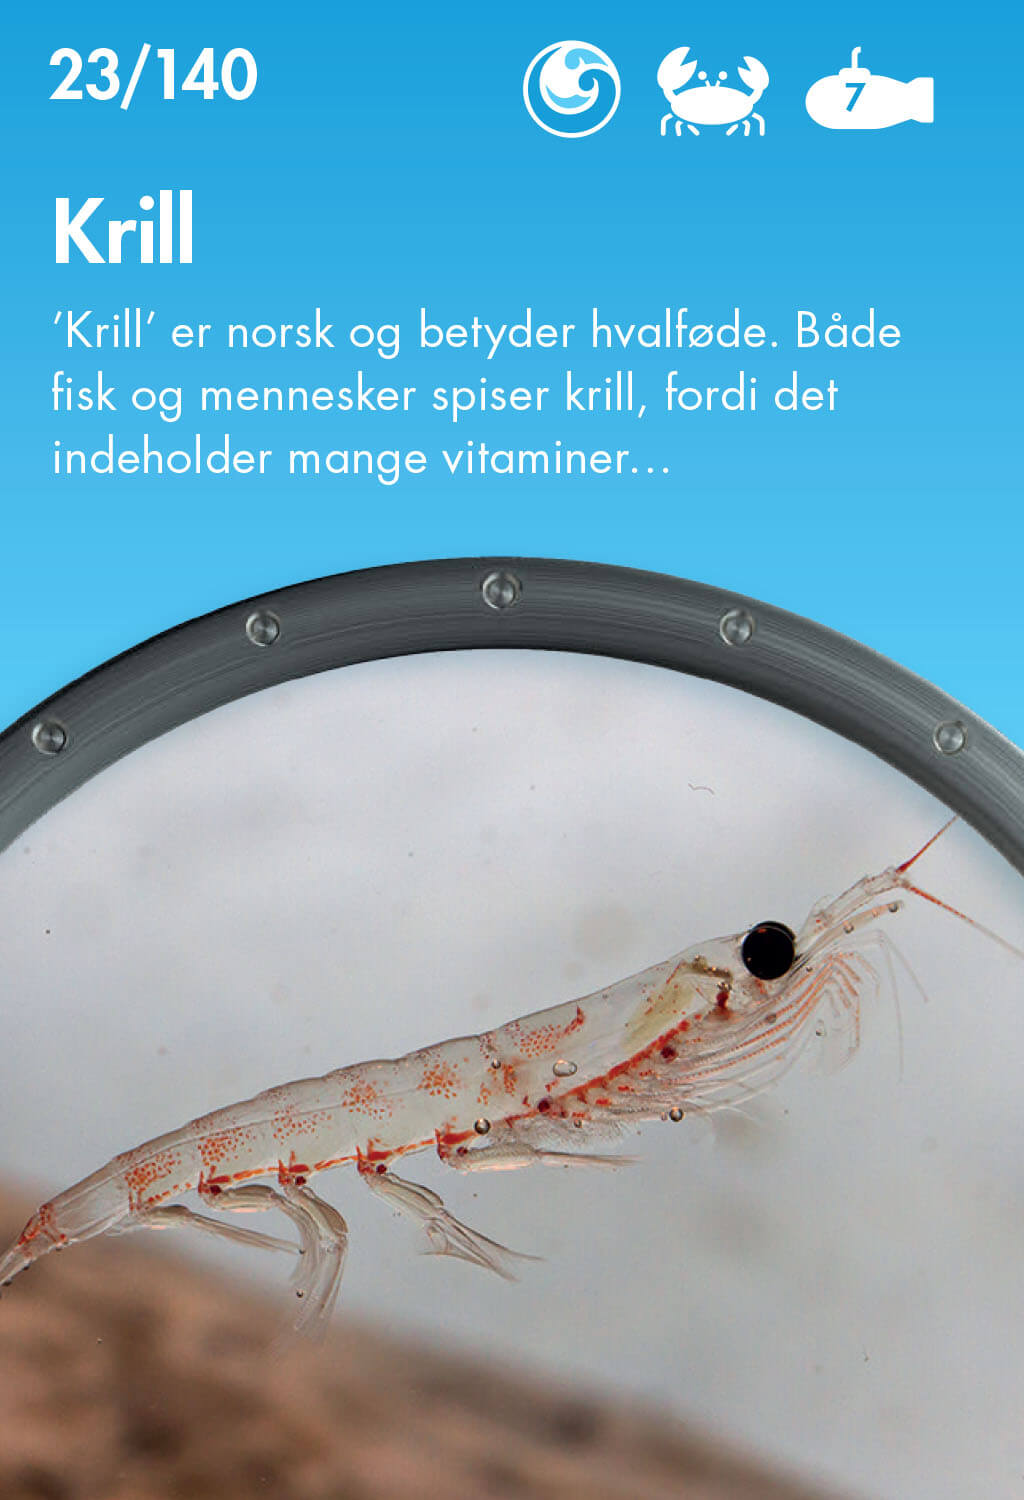 23/140
7
Krill
’Krill’ er norsk og betyder hvalføde. Både
fisk og mennesker spiser krill, fordi det
indeholder mange vitaminer…